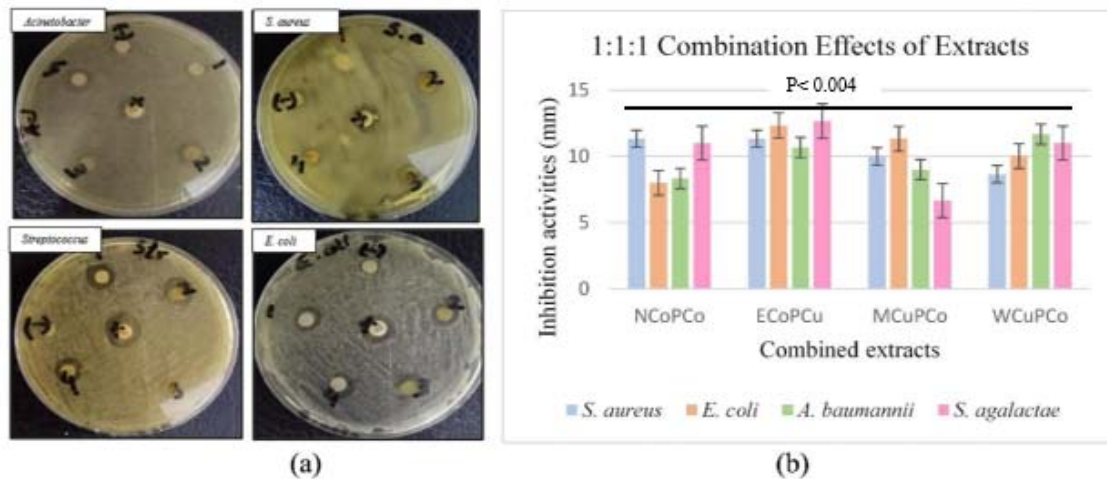 Acinetobacter
S. aureus
Streptococcus
E. coli
(a)
1:1:1 Combination Effects of Extracts
P< 0.004
15
10
5
0
Inhibition activities (mm)
NCoPCo ECoPCu MCuPCo WCuPCo
Combined extracts
S. aureus E. coli A. baumannii S. agalactae
(b)